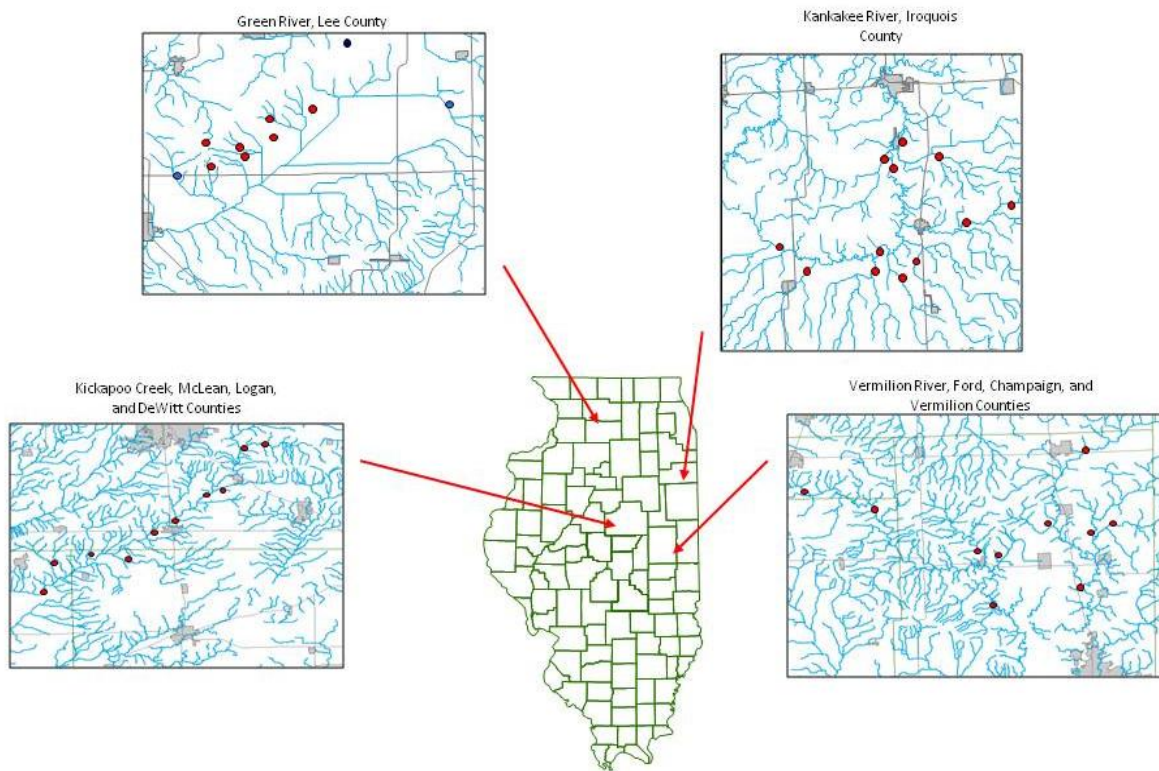 Green River, Lee County
Kankakee River, Iroquois
County
Kickapoo Creek, McLean, Logan,
and DeWitt Counties
Vermilion River, Ford, Champaign, and
Vermilion Counties